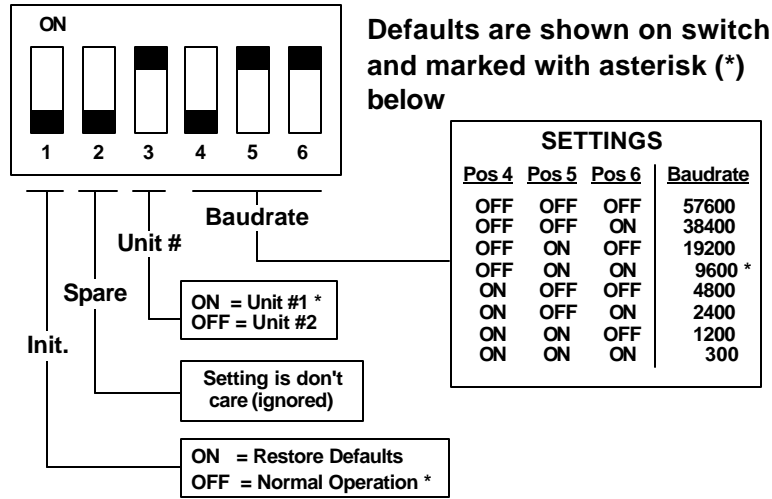 ON
1 2 3 4 5 6
Defaults are shown on switch
and marked with asterisk (*)
below
SETTINGS
Pos 4 Pos 5 Pos 6 Baudrate
OFF OFF OFF 57600
OFF OFF ON 38400
OFF ON OFF 19200
OFF ON ON 9600 *
ON OFF OFF 4800
ON OFF ON 2400
ON ON OFF 1200
ON ON ON 300
Baudrate
Unit #
ON = Unit #1 *
OFF = Unit #2
Spare
Setting is don't
care (ignored)
Init.
ON = Restore Defaults
OFF = Normal Operation *